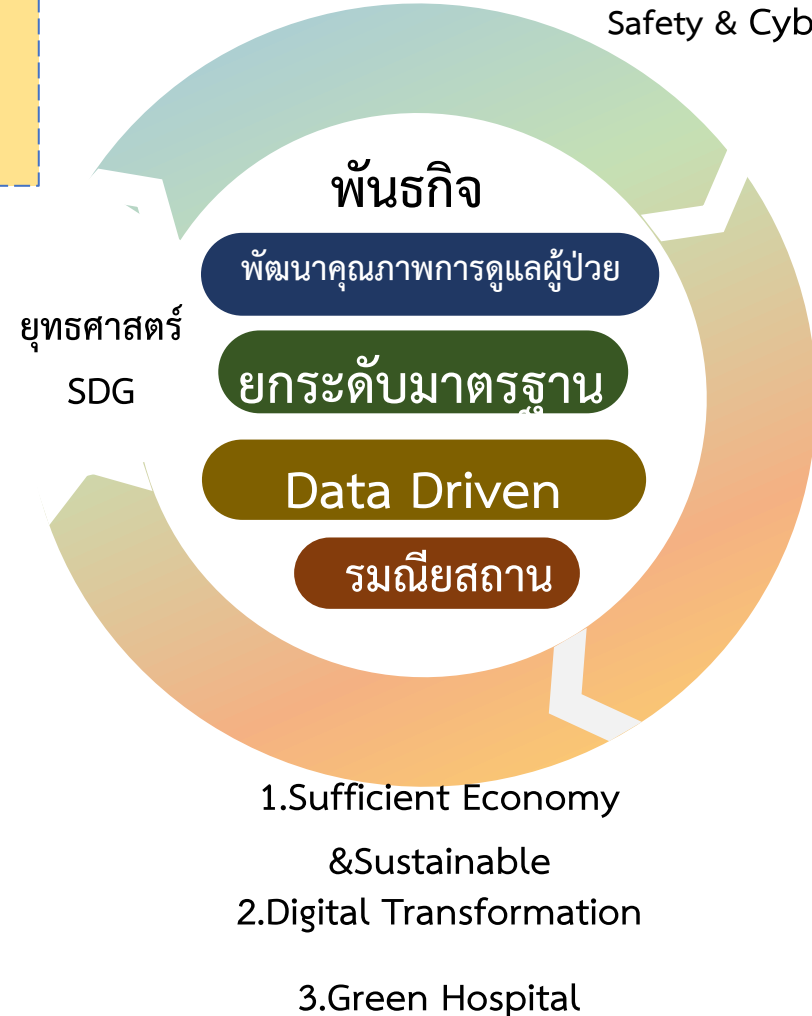 Safety & Cyb
พันธกิจ
พัฒนาคุณภาพการดูแลผู้ป่วย
ยุทธศาสตร์
SDG
ยกระดับมาตรฐาน
Data Driven
รมณียสถาน
1.Sufficient Economy
&Sustainable
2.Digital Transformation
3.Green Hospital